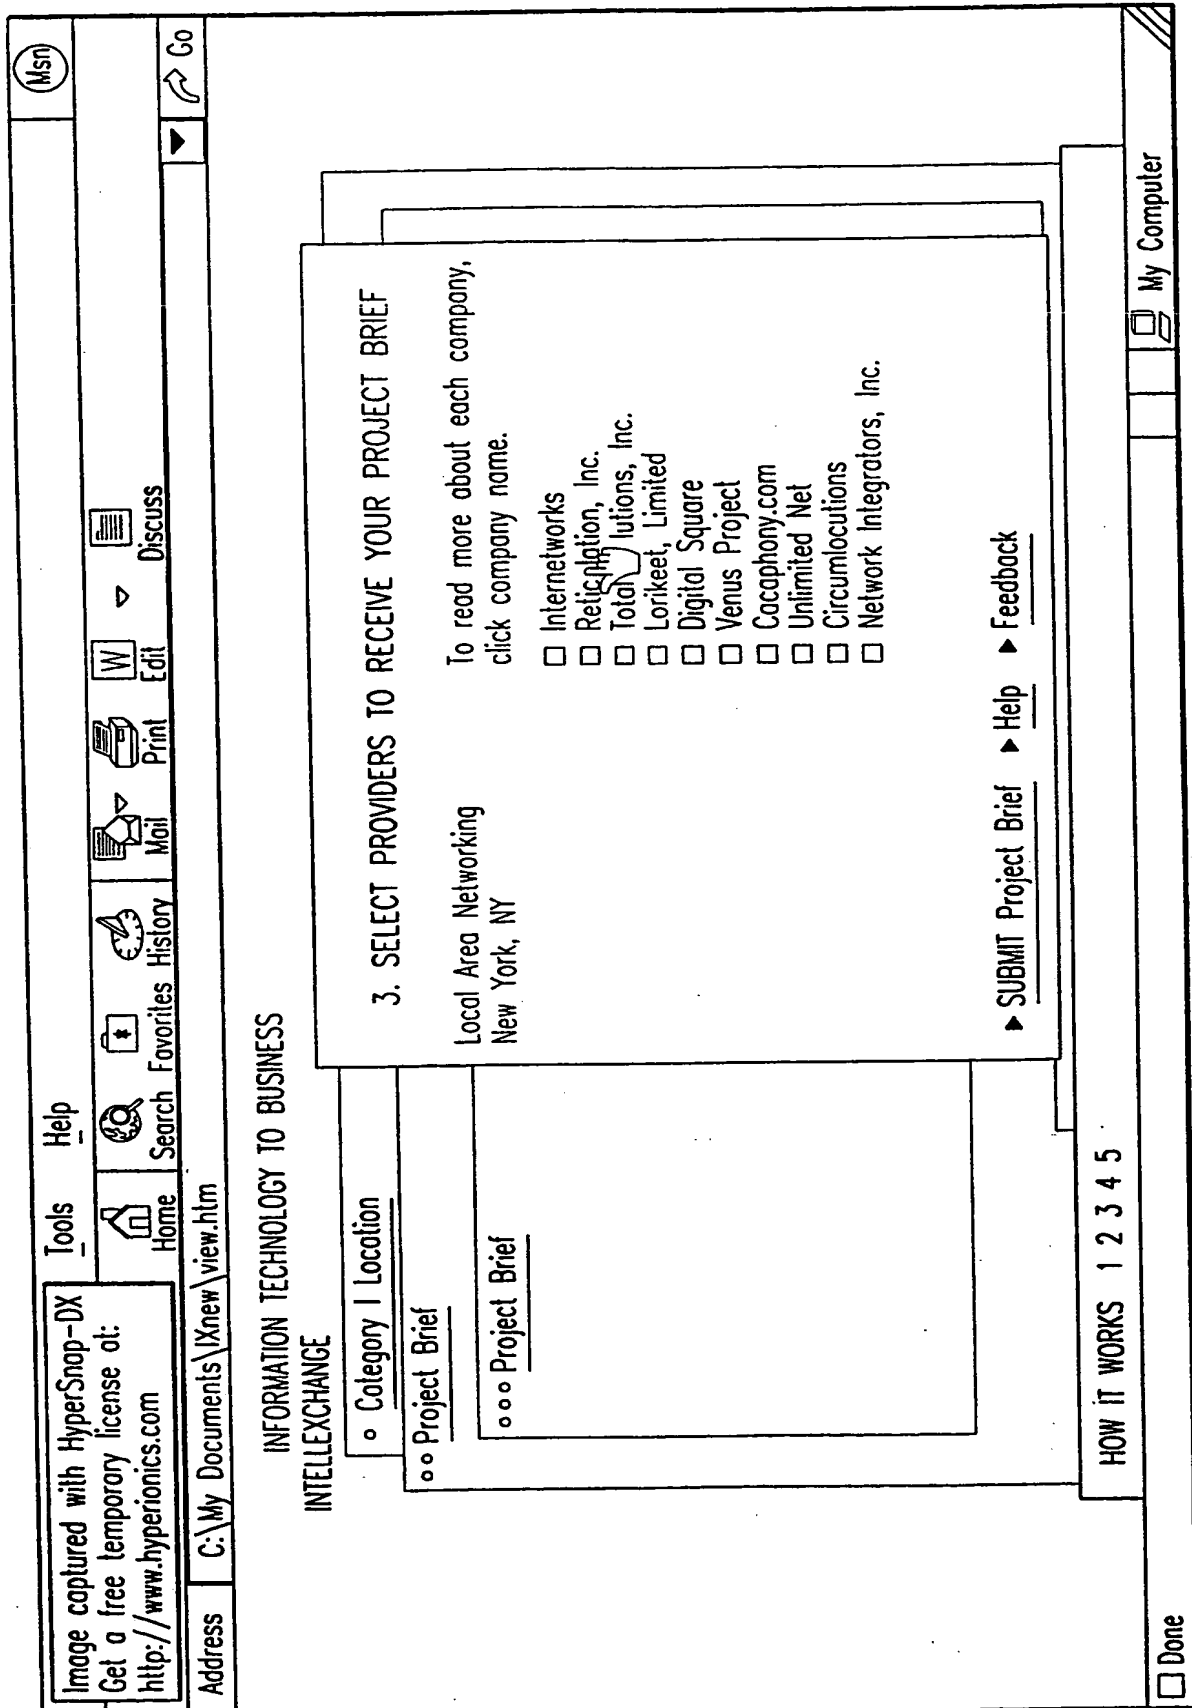 Image captured with HyperSnap-DX
Get a free temporary license at:
http://www.hyperionics.com
Tools Help
Msn
Home
Search
Favorites
History
Mail
Print
Edit
Discuss
Address C:\My Documents\IXnew\view.htm
Go
INFORMATION TECHNOLOGY TO BUSINESS
INTELLEXCHANGE
Category | Location
Project Brief
Project Brief
3. SELECT PROVIDERS TO RECEIVE YOUR PROJECT BRIEF
Local Area Networking
New York, NY
To read more about each company,
click company name.
Internetworks
Inc.
Total lutions, Inc.
Lorikeet, Limited
Digital Square
Venus Project
Cacaphony.com
Unlimited Net
Circumlocutions
Network Integrators, Inc.
SUBMIT Project Brief
Help
Feedback
HOW IT WORKS 1 2 3 4 5
Done
My Computer